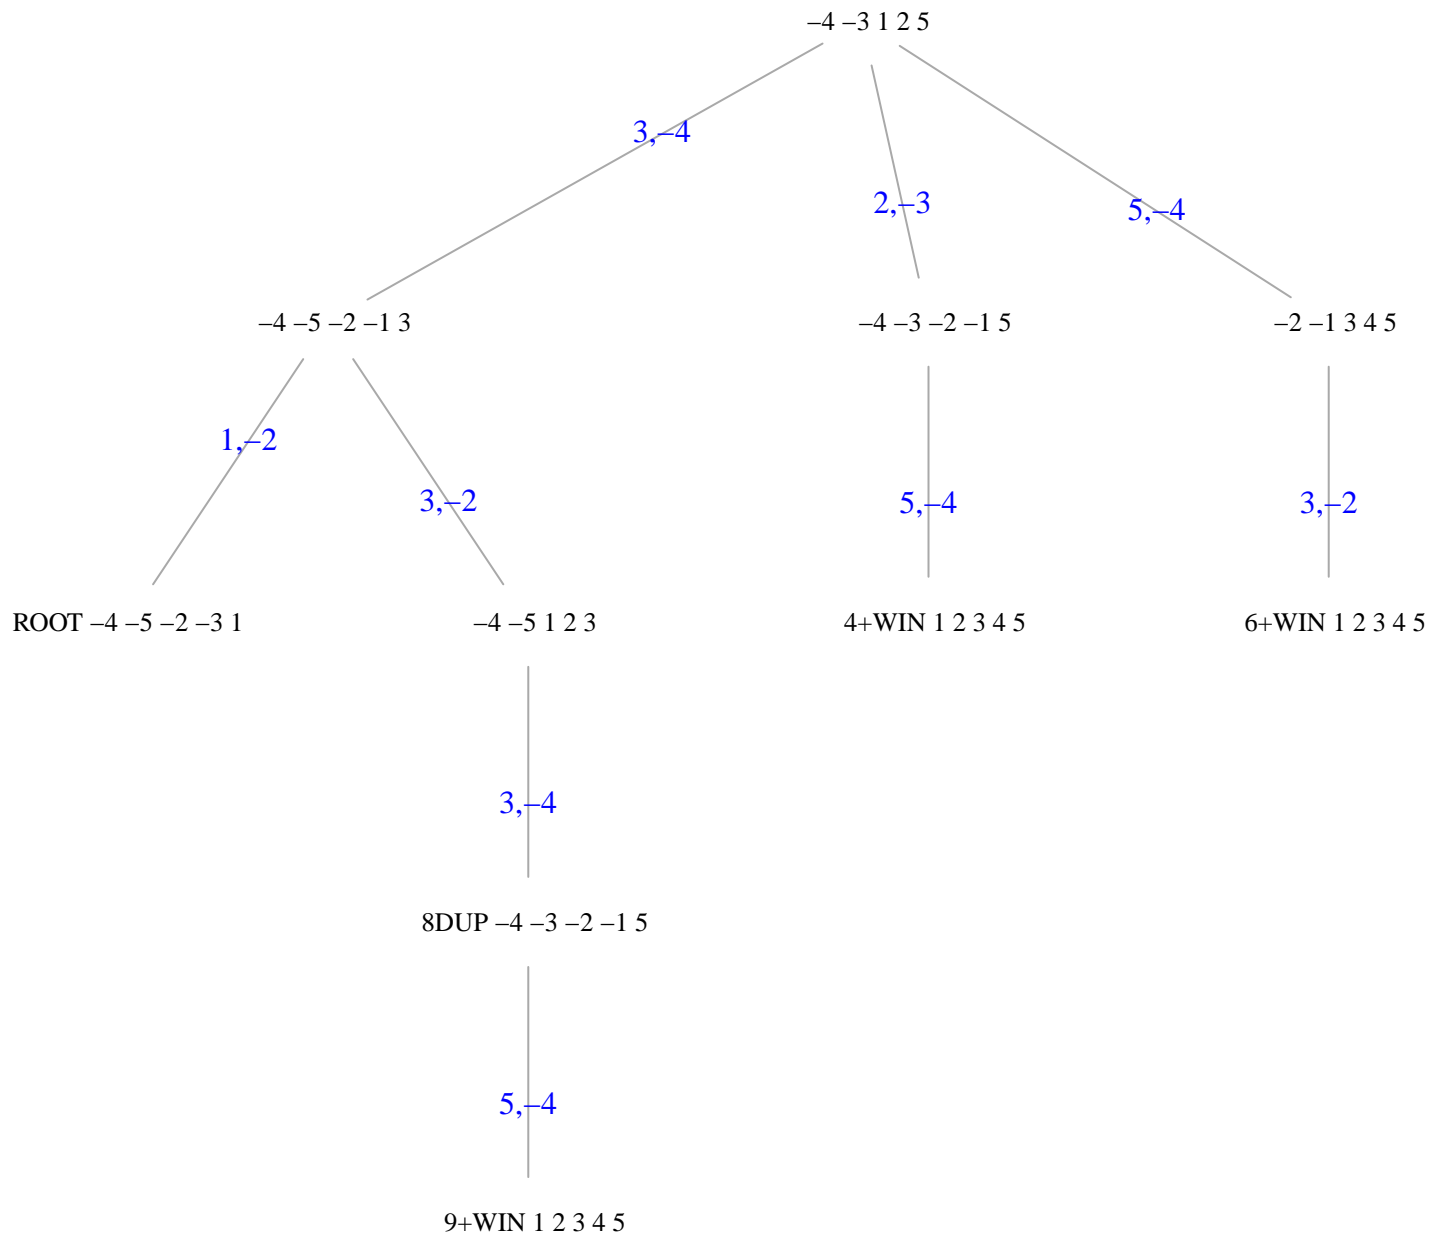 –4 –3 1 2 5
3,–4
2,–3
5,–4
–4 –5 –2 –1 3
–4 –3 –2 –1 5
–2 –1 3 4 5
1,–2
3,–2
5,–4
3,–2
ROOT –4 –5 –2 –3 1
–4 –5 1 2 3
4+WIN 1 2 3 4 5
6+WIN 1 2 3 4 5
3,–4
8DUP –4 –3 –2 –1 5
5,–4
9+WIN 1 2 3 4 5